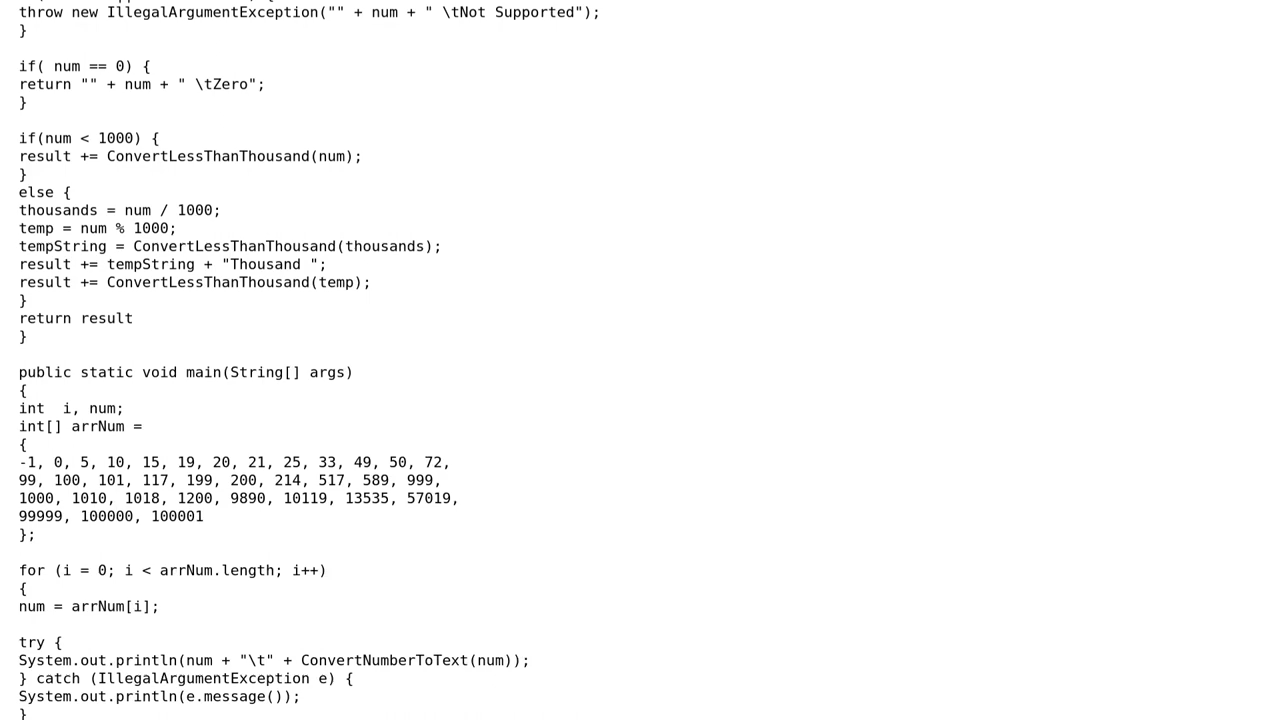 throw new IllegalArgumentException("" + num + " \tNot Supported");
}
if( num == 0) {
return "" + num + " \tZero";
}
if(num < 1000) {
result += ConvertLessThanThousand(num);
}
else {
thousands = num / 1000;
temp = num % 1000;
tempString = ConvertLessThanThousand(thousands);
result += tempString + "Thousand ";
result += ConvertLessThanThousand(temp);
}
return result
}
public static void main(String[] args)
{
int  i, num;
int[] arrNum =
{
-1, 0, 5, 10, 15, 19, 20, 21, 25, 33, 49, 50, 72,
99, 100, 101, 117, 199, 200, 214, 517, 589, 999,
1000, 1010, 1018, 1200, 9890, 10119, 13535, 57019,
99999, 100000, 100001
};
for (i = 0; i < arrNum.length; i++)
{
num = arrNum[i];
try {
System.out.println(num + "\t" + ConvertNumberToText(num));
} catch (IllegalArgumentException e) {
System.out.println(e.message());
}